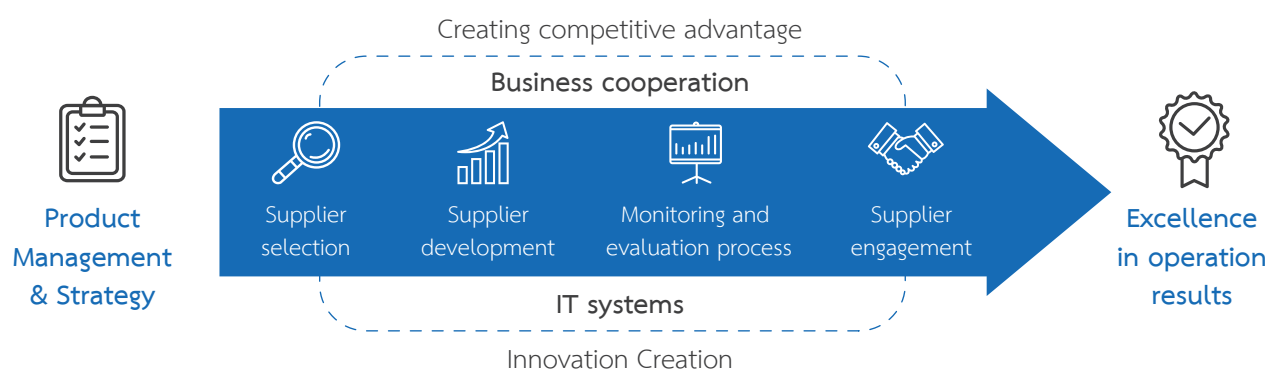 Creating competitive advantage
Business cooperation
Product
Management
& Strategy
Supplier
selection
Supplier
development
Monitoring and
evaluation process
Supplier
engagement
Excellence
in operation
results
IT systems
Innovation Creation